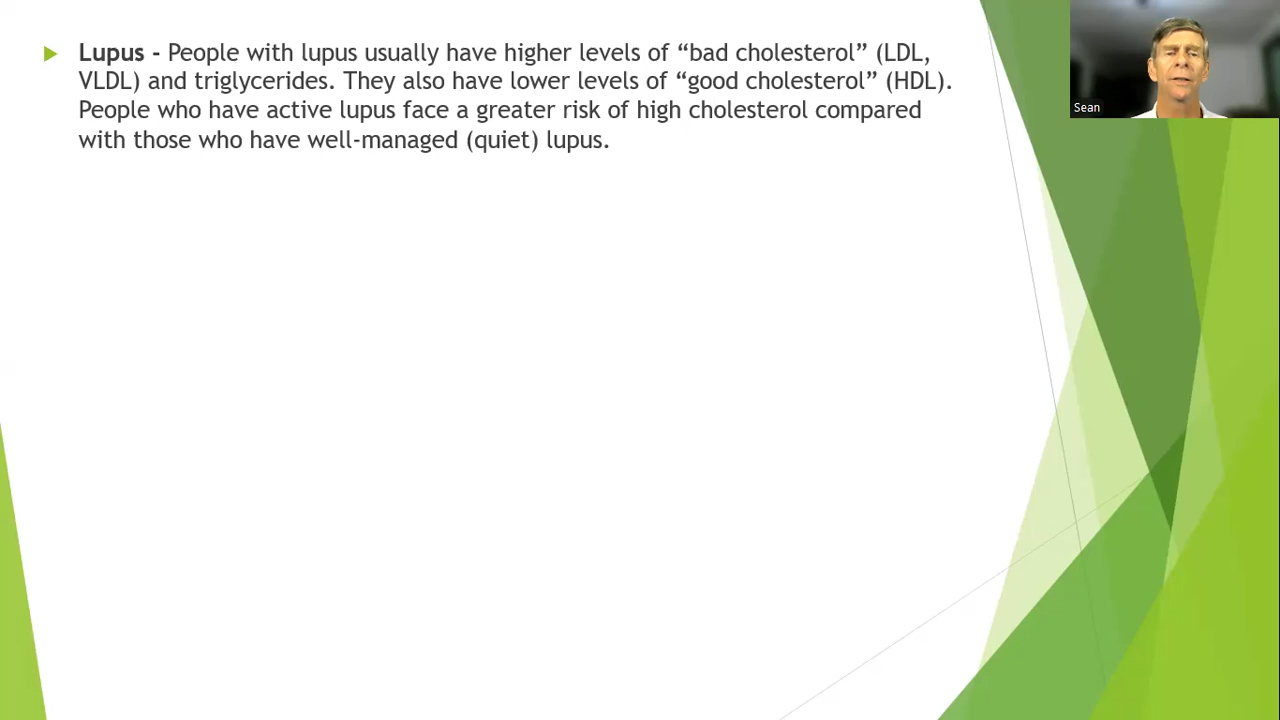 Lupus - People with lupus usually have higher levels of “bad cholesterol” (LDL,
VLDL) and triglycerides. They also have lower levels of “good cholesterol” (HDL).
People who have active lupus face a greater risk of high cholesterol compared
with those who have well-managed (quiet) lupus.
Sean